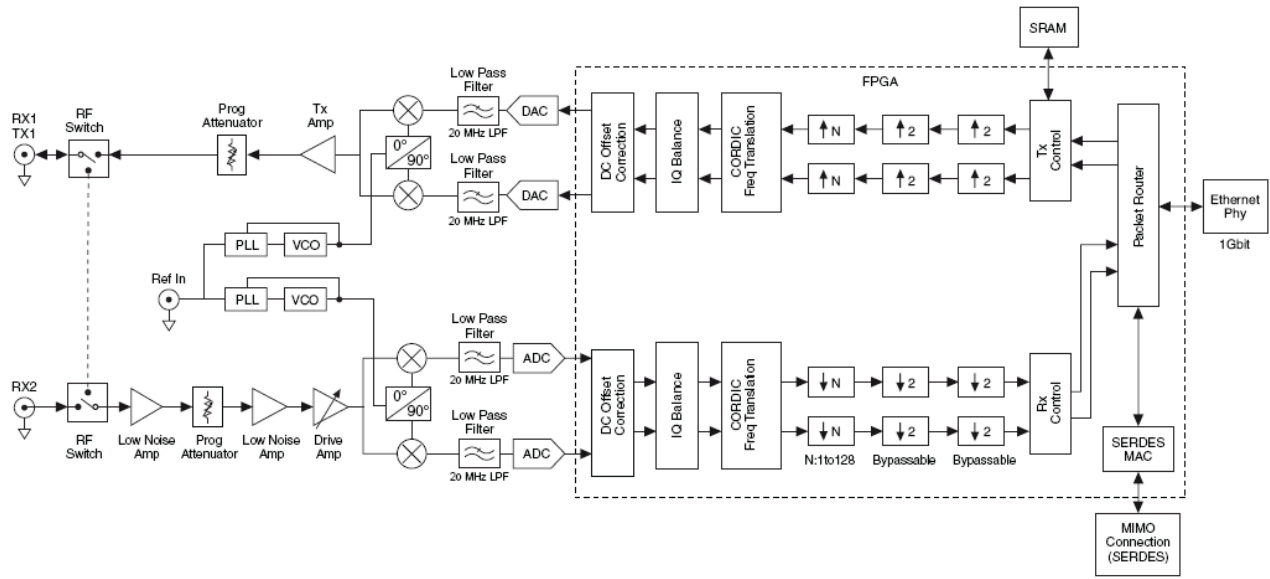 SRAM
FPGA
RX1
TX1
RF
Switch
Prog
Attenuator
Tx
Amp
0°
90°
Low Pass
Filter
20 MHz LPF
DAC
Low Pass
Filter
20 MHz LPF
DAC
DC Offset
Correction
IQ Balance
CORDIC
Freq Translation
↑ N
↑ 2
↑ 2
↑ N
↑ 2
↑ 2
Tx
Control
Packet Router
Ethernet
Phy
1Gbit
PLL
VCO
Ref In
PLL
VCO
RX2
RF
Switch
Low Noise
Amp
Prog
Attenuator
Low Noise
Amp
Drive
Amp
0°
90°
Low Pass
Filter
20 MHz LPF
ADC
Low Pass
Filter
20 MHz LPF
ADC
DC Offset
Correction
IQ Balance
CORDIC
Freq Translation
↓ N
↓ 2
↓ 2
↓ N
↓ 2
↓ 2
N:1to128
Bypassable
Bypassable
Rx
Control
SERDES
MAC
MIMO
Connection
(SERDES)